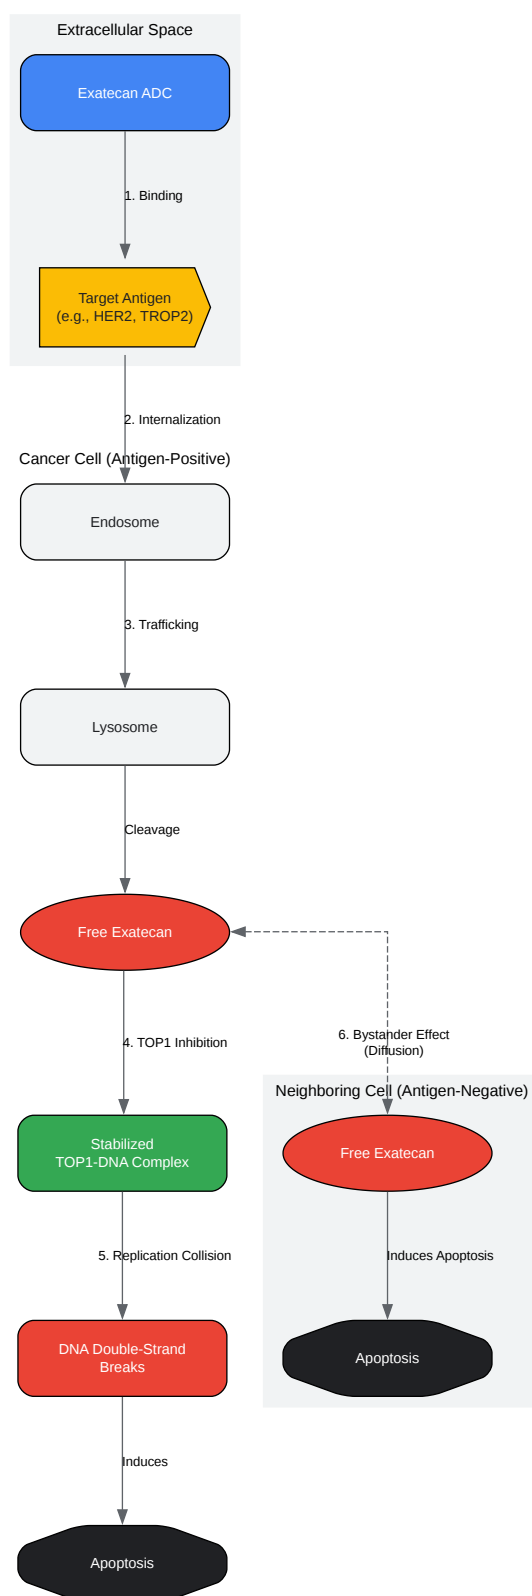 Extracellular Space
Exatecan ADC
1. Binding
Target Antigen
(e.g., HER2, TROP2)
2. Internalization
Cancer Cell (Antigen-Positive)
Endosome
3. Trafficking
Lysosome
Cleavage
Free Exatecan
4. TOP1 Inhibition
6. Bystander Effect
(Diffusion)
Neighboring Cell (Antigen-Negative)
Stabilized
TOP1-DNA Complex
Free Exatecan
5. Replication Collision
Induces Apoptosis
DNA Double-Strand
Breaks
Apoptosis
Induces
Apoptosis